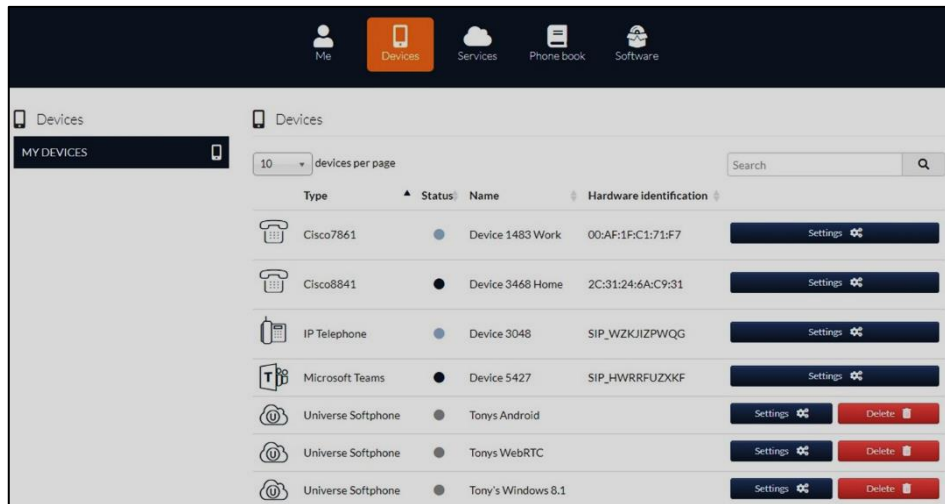 Me Devices Services Phone book Software
Devices
MY DEVICES
Devices
10 devices per page Search
Type Status Name Hardware identification
Cisco7861 Device 1483 Work 00:AF:1F:C1:71:F7 Settings
Cisco8841 Device 3468 Home 2C:31:24:6A:C9:31 Settings
IP Telephone Device 3048 SIP_WZKJIZPWQG Settings
T Microsoft Teams Device 5427 SIP_HWRRFUZXKF Settings
U Universe Softphone Tonys Android Settings Delete
U Universe Softphone Tonys WebRTC Settings Delete
U Universe Softphone Tony's Windows 8.1 Settings Delete